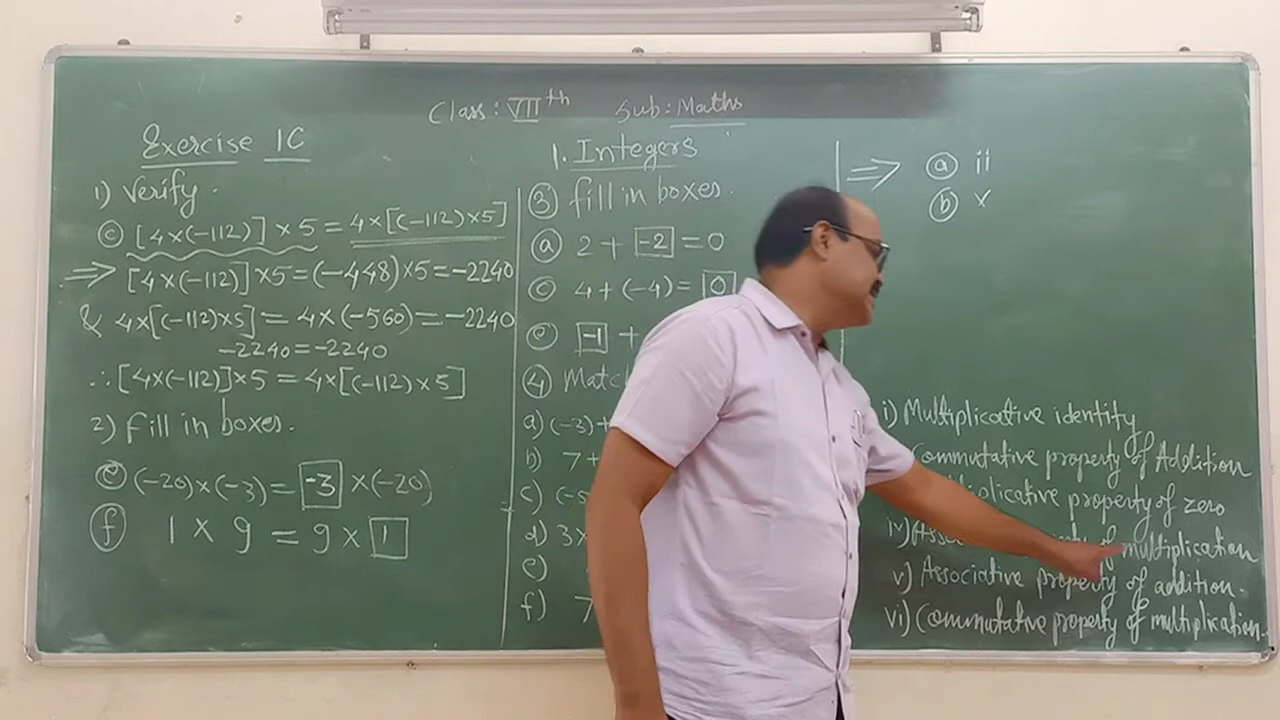 Class: VIIth Sub: Maths
Exercise 1C
1) Verify.
(c) [4×(-112)]×5 = 4×[(-112)×5]
⇒ [4×(-112)]×5=(-448)×5=-2240
& 4×[(-112)×5] = 4×(-560)=-2240
-2240=-2240
∴[4×(-112)]×5 = 4×[(-112)×5]
2) Fill in boxes.
(e) (-20)×(-3)= -3 ×(-20)
(f) 1 × 9 = 9 × 1
1. Integers
(3) fill in boxes.
(a) 2 + -2 = 0
(c) 4 + (-4) = 0
(e) -1 +
(4) Match
a) (-3)+
b) 7+
c) (-5
d) 3×
e)
f) 7
⇒ (a) ii
(b) v
i) Multiplicative identity
Commutative property of Addition
property of zero
iv) of multiplication
v) Associative property of addition.
vi) Commutative property of multiplication.